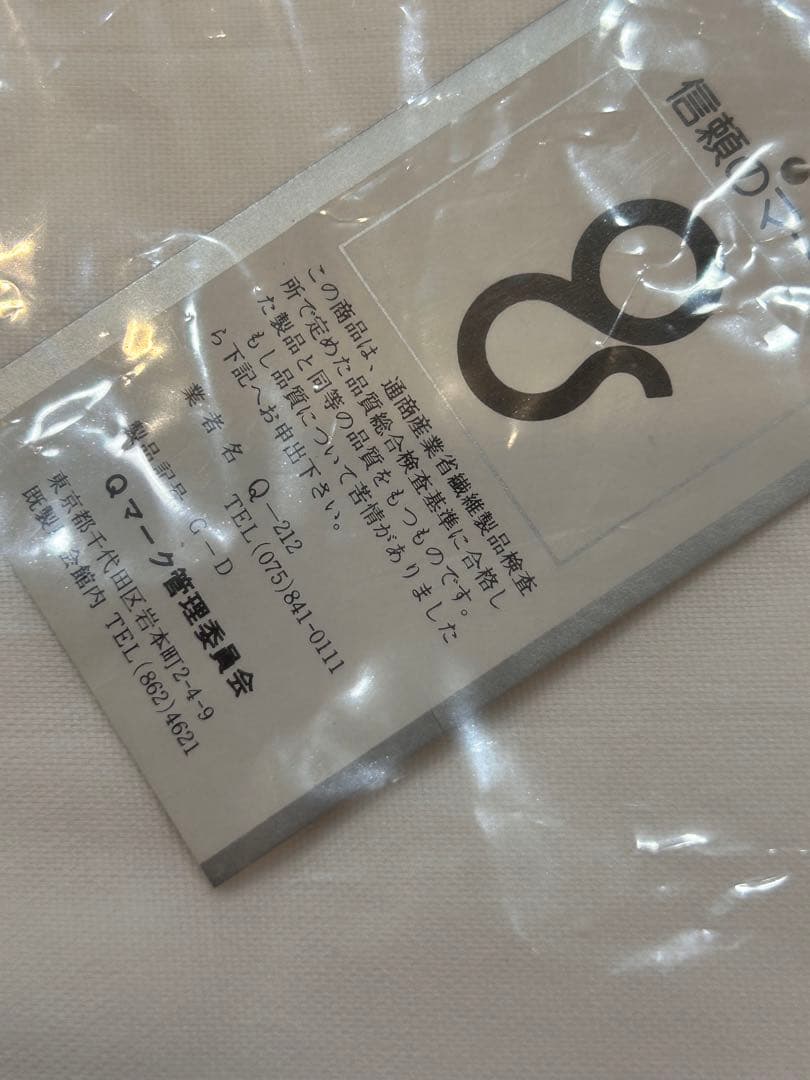 信頼のマー
この商品は、通商産業省繊維製品検査
所で定めた品質総合検査基準に合格し
た製品と同等の品質をもつものです。
もし品質について苦情がありました
ら下記へお申出下さい。
業者名 Q-212
TEL(075)841-0111
製品記号 G-D
Qマーク管理委員会
東京都千代田区岩本町2-4-9
既製 会館内 TEL(862)4621